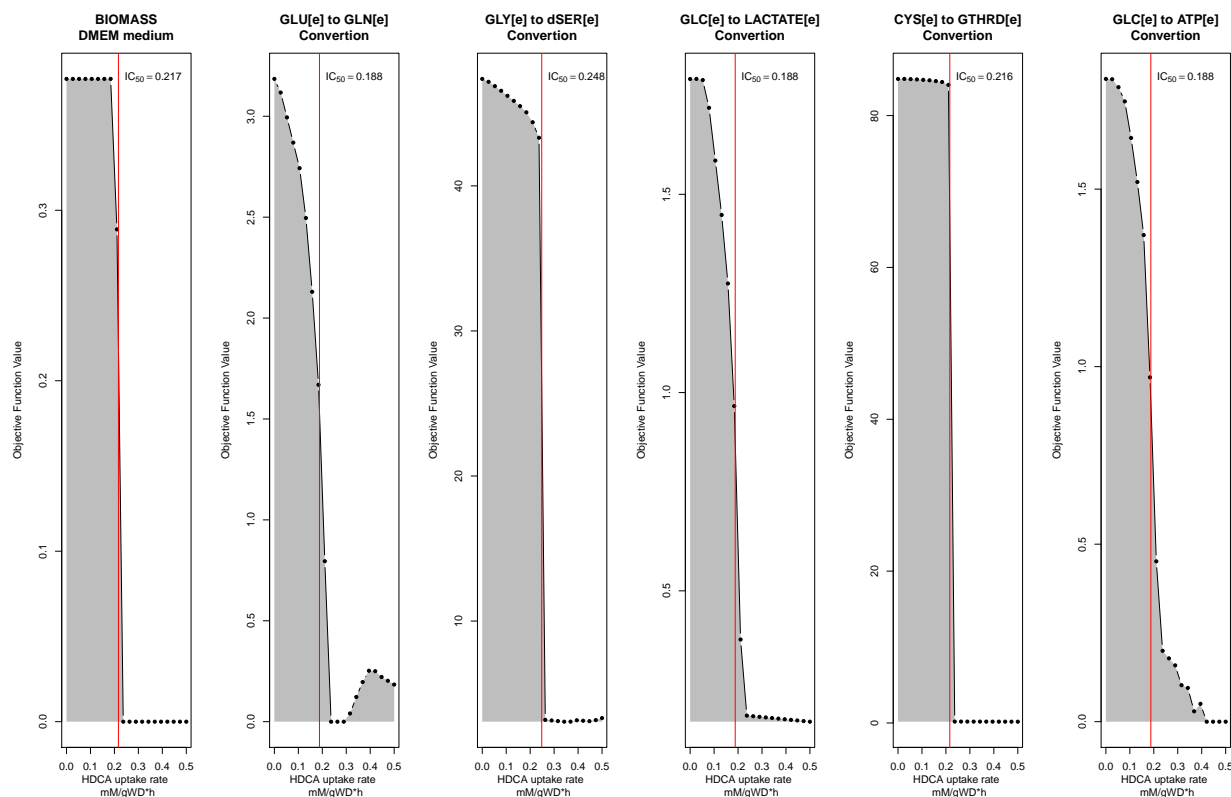 BIOMASS
DMEM medium
IC50 = 0.217
Objective Function Value
0.3
0.2
0.1
0.0
0.0 0.1 0.2 0.3 0.4 0.5
HDCA uptake rate
mM/gWD*h
GLU[e] to GLN[e]
Convertion
IC50 = 0.188
Objective Function Value
3.0
2.5
2.0
1.5
1.0
0.5
0.0
0.0 0.1 0.2 0.3 0.4 0.5
HDCA uptake rate
mM/gWD*h
GLY[e] to dSER[e]
Convertion
IC50 = 0.248
Objective Function Value
40
30
20
10
0.0 0.1 0.2 0.3 0.4 0.5
HDCA uptake rate
mM/gWD*h
GLC[e] to LACTATE[e]
Convertion
IC50 = 0.188
Objective Function Value
1.5
1.0
0.5
0.0 0.1 0.2 0.3 0.4 0.5
HDCA uptake rate
mM/gWD*h
CYS[e] to GTHRD[e]
Convertion
IC50 = 0.216
Objective Function Value
80
60
40
20
0
0.0 0.1 0.2 0.3 0.4 0.5
HDCA uptake rate
mM/gWD*h
GLC[e] to ATP[e]
Convertion
IC50 = 0.188
Objective Function Value
1.5
1.0
0.5
0.0
0.0 0.1 0.2 0.3 0.4 0.5
HDCA uptake rate
mM/gWD*h